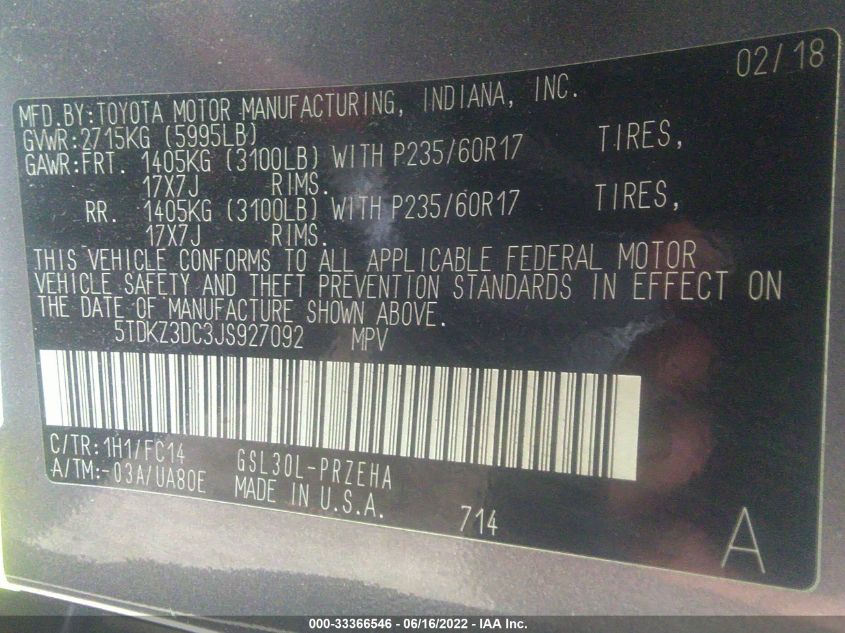 02/18
MFD.BY:TOYOTA MOTOR MANUFACTURING, INDIANA, INC.
GVWR:2715KG (5995LB)
GAWR:FRT. 1405KG (3100LB) WITH P235/60R17 TIRES,
17X7J RIMS.
RR. 1405KG (3100LB) WITH P235/60R17 TIRES,
17X7J RIMS.
THIS VEHICLE CONFORMS TO ALL APPLICABLE FEDERAL MOTOR
VEHICLE SAFETY AND THEFT PREVENTION STANDARDS IN EFFECT ON
THE DATE OF MANUFACTURE SHOWN ABOVE.
5TDKZ3DC3JS927092 MPV
C/TR:1H1/FC14 GSL30L-PRZEHA
A/TM:-03A/UA80E MADE IN U.S.A.
714
A
000-33366546 - 06/16/2022 - IAA Inc.